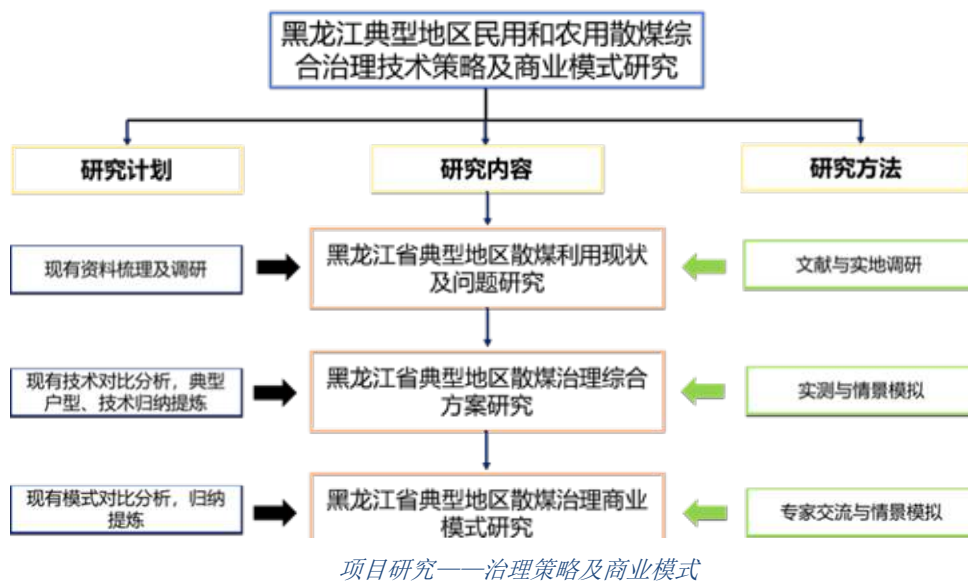 黑龙江典型地区民用和农用散煤综
合治理技术策略及商业模式研究
研究计划
研究内容
研究方法
现有资料梳理及调研
黑龙江省典型地区散煤利用现状
及问题研究
文献与实地调研
现有技术对比分析，典型
户型、技术归纳提炼
黑龙江省典型地区散煤治理综合
方案研究
实测与情景模拟
现有模式对比分析，归纳
提炼
黑龙江省典型地区散煤治理商业
模式研究
专家交流与情景模拟
项目研究——治理策略及商业模式